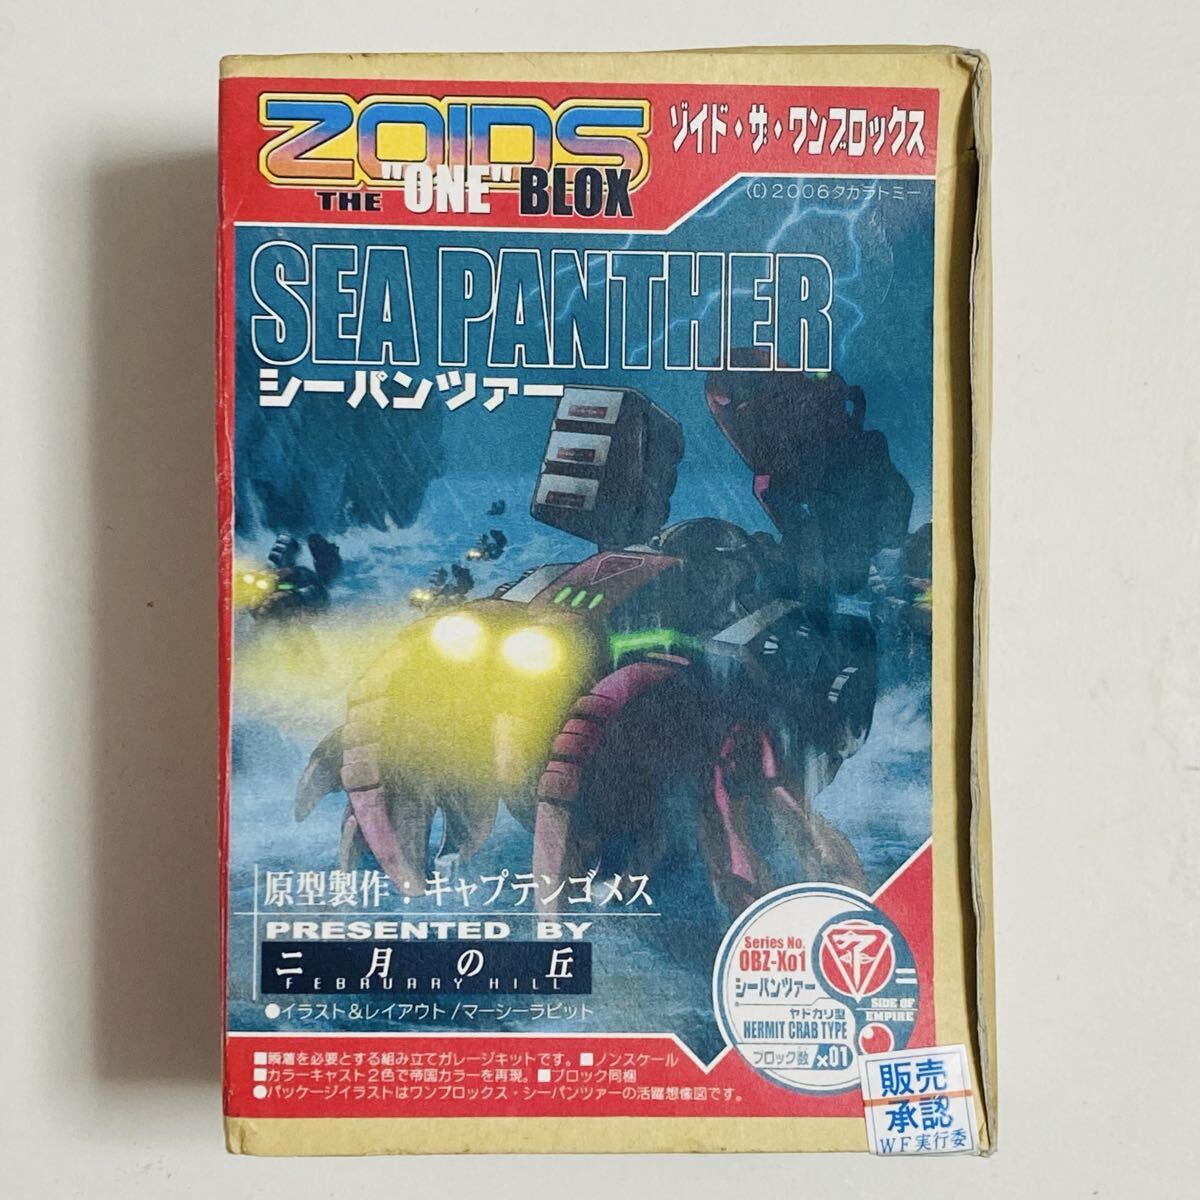 ZOIDS
THE "ONE" BLOX
ゾイド・ザ・ワンブロックス
(C)2006タカラトミー
SEA PANTHER
シーパンツァー
原型製作：キャプテンゴメス
PRESENTED BY
二月の丘
FEBRUARY HILL
●イラスト&レイアウト/マーシーラビット
Series No.
OBZ-X01
シーパンツァー
ヤドカリ型
HERMIT CRAB TYPE
ブロック数 ×01
SIDE OF
EMPIRE
■瞬着を必要とする組み立てガレージキットです。■ノンスケール
■カラーキャスト2色で帝国カラーを再現。■ブロック同梱
●パッケージイラストはワンブロックス・シーパンツァーの活躍想像図です。
販売
承認
WF実行委